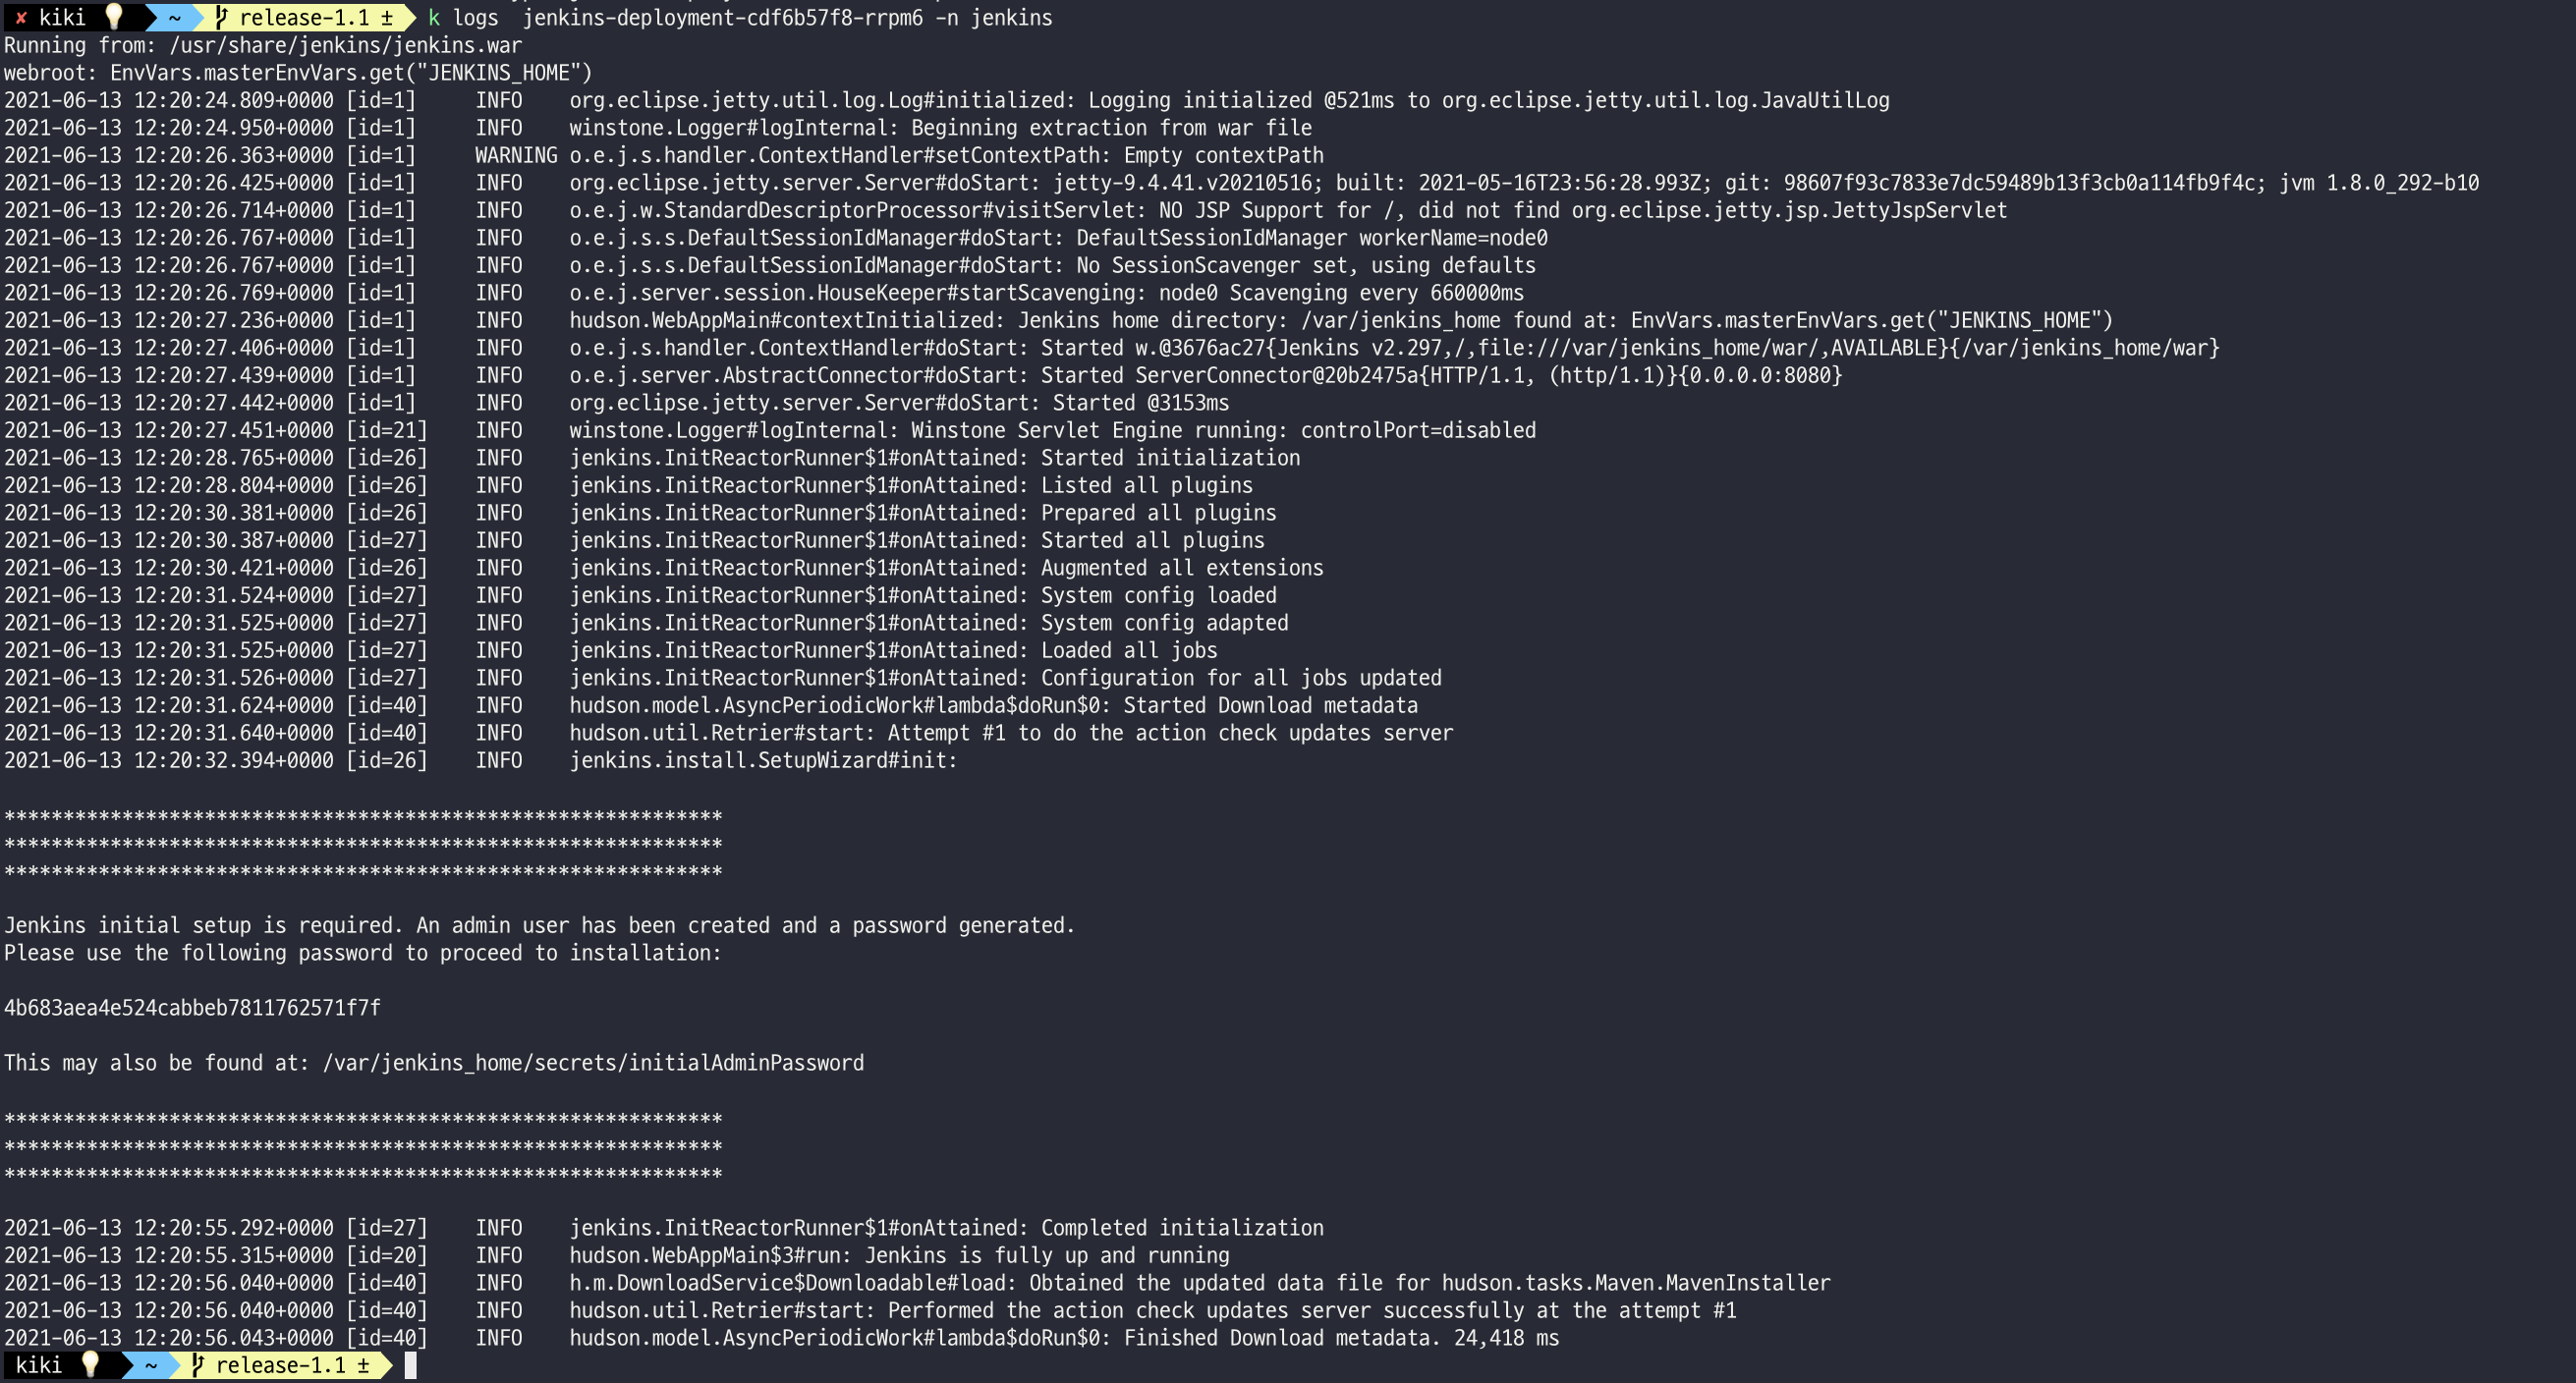 ✘ kiki 💡 ~ release-1.1 ± k logs  jenkins-deployment-cdf6b57f8-rrpm6 -n jenkins
Running from: /usr/share/jenkins/jenkins.war
webroot: EnvVars.masterEnvVars.get("JENKINS_HOME")
2021-06-13 12:20:24.809+0000 [id=1]     INFO    org.eclipse.jetty.util.log.Log#initialized: Logging initialized @521ms to org.eclipse.jetty.util.log.JavaUtilLog
2021-06-13 12:20:24.950+0000 [id=1]     INFO    winstone.Logger#logInternal: Beginning extraction from war file
2021-06-13 12:20:26.363+0000 [id=1]     WARNING o.e.j.s.handler.ContextHandler#setContextPath: Empty contextPath
2021-06-13 12:20:26.425+0000 [id=1]     INFO    org.eclipse.jetty.server.Server#doStart: jetty-9.4.41.v20210516; built: 2021-05-16T23:56:28.993Z; git: 98607f93c7833e7dc59489b13f3cb0a114fb9f4c; jvm 1.8.0_292-b10
2021-06-13 12:20:26.714+0000 [id=1]     INFO    o.e.j.w.StandardDescriptorProcessor#visitServlet: NO JSP Support for /, did not find org.eclipse.jetty.jsp.JettyJspServlet
2021-06-13 12:20:26.767+0000 [id=1]     INFO    o.e.j.s.s.DefaultSessionIdManager#doStart: DefaultSessionIdManager workerName=node0
2021-06-13 12:20:26.767+0000 [id=1]     INFO    o.e.j.s.s.DefaultSessionIdManager#doStart: No SessionScavenger set, using defaults
2021-06-13 12:20:26.769+0000 [id=1]     INFO    o.e.j.server.session.HouseKeeper#startScavenging: node0 Scavenging every 660000ms
2021-06-13 12:20:27.236+0000 [id=1]     INFO    hudson.WebAppMain#contextInitialized: Jenkins home directory: /var/jenkins_home found at: EnvVars.masterEnvVars.get("JENKINS_HOME")
2021-06-13 12:20:27.406+0000 [id=1]     INFO    o.e.j.s.handler.ContextHandler#doStart: Started w.@3676ac27{Jenkins v2.297,/,file:///var/jenkins_home/war/,AVAILABLE}{/var/jenkins_home/war}
2021-06-13 12:20:27.439+0000 [id=1]     INFO    o.e.j.server.AbstractConnector#doStart: Started ServerConnector@20b2475a{HTTP/1.1, (http/1.1)}{0.0.0.0:8080}
2021-06-13 12:20:27.442+0000 [id=1]     INFO    org.eclipse.jetty.server.Server#doStart: Started @3153ms
2021-06-13 12:20:27.451+0000 [id=21]    INFO    winstone.Logger#logInternal: Winstone Servlet Engine running: controlPort=disabled
2021-06-13 12:20:28.765+0000 [id=26]    INFO    jenkins.InitReactorRunner$1#onAttained: Started initialization
2021-06-13 12:20:28.804+0000 [id=26]    INFO    jenkins.InitReactorRunner$1#onAttained: Listed all plugins
2021-06-13 12:20:30.381+0000 [id=26]    INFO    jenkins.InitReactorRunner$1#onAttained: Prepared all plugins
2021-06-13 12:20:30.387+0000 [id=27]    INFO    jenkins.InitReactorRunner$1#onAttained: Started all plugins
2021-06-13 12:20:30.421+0000 [id=26]    INFO    jenkins.InitReactorRunner$1#onAttained: Augmented all extensions
2021-06-13 12:20:31.524+0000 [id=27]    INFO    jenkins.InitReactorRunner$1#onAttained: System config loaded
2021-06-13 12:20:31.525+0000 [id=27]    INFO    jenkins.InitReactorRunner$1#onAttained: System config adapted
2021-06-13 12:20:31.525+0000 [id=27]    INFO    jenkins.InitReactorRunner$1#onAttained: Loaded all jobs
2021-06-13 12:20:31.526+0000 [id=27]    INFO    jenkins.InitReactorRunner$1#onAttained: Configuration for all jobs updated
2021-06-13 12:20:31.624+0000 [id=40]    INFO    hudson.model.AsyncPeriodicWork#lambda$doRun$0: Started Download metadata
2021-06-13 12:20:31.640+0000 [id=40]    INFO    hudson.util.Retrier#start: Attempt #1 to do the action check updates server
2021-06-13 12:20:32.394+0000 [id=26]    INFO    jenkins.install.SetupWizard#init:
*************************************************************
*************************************************************
*************************************************************
Jenkins initial setup is required. An admin user has been created and a password generated.
Please use the following password to proceed to installation:
4b683aea4e524cabbeb7811762571f7f
This may also be found at: /var/jenkins_home/secrets/initialAdminPassword
*************************************************************
*************************************************************
*************************************************************
2021-06-13 12:20:55.292+0000 [id=27]    INFO    jenkins.InitReactorRunner$1#onAttained: Completed initialization
2021-06-13 12:20:55.315+0000 [id=20]    INFO    hudson.WebAppMain$3#run: Jenkins is fully up and running
2021-06-13 12:20:56.040+0000 [id=40]    INFO    h.m.DownloadService$Downloadable#load: Obtained the updated data file for hudson.tasks.Maven.MavenInstaller
2021-06-13 12:20:56.040+0000 [id=40]    INFO    hudson.util.Retrier#start: Performed the action check updates server successfully at the attempt #1
2021-06-13 12:20:56.043+0000 [id=40]    INFO    hudson.model.AsyncPeriodicWork#lambda$doRun$0: Finished Download metadata. 24,418 ms
kiki 💡 ~ release-1.1 ±